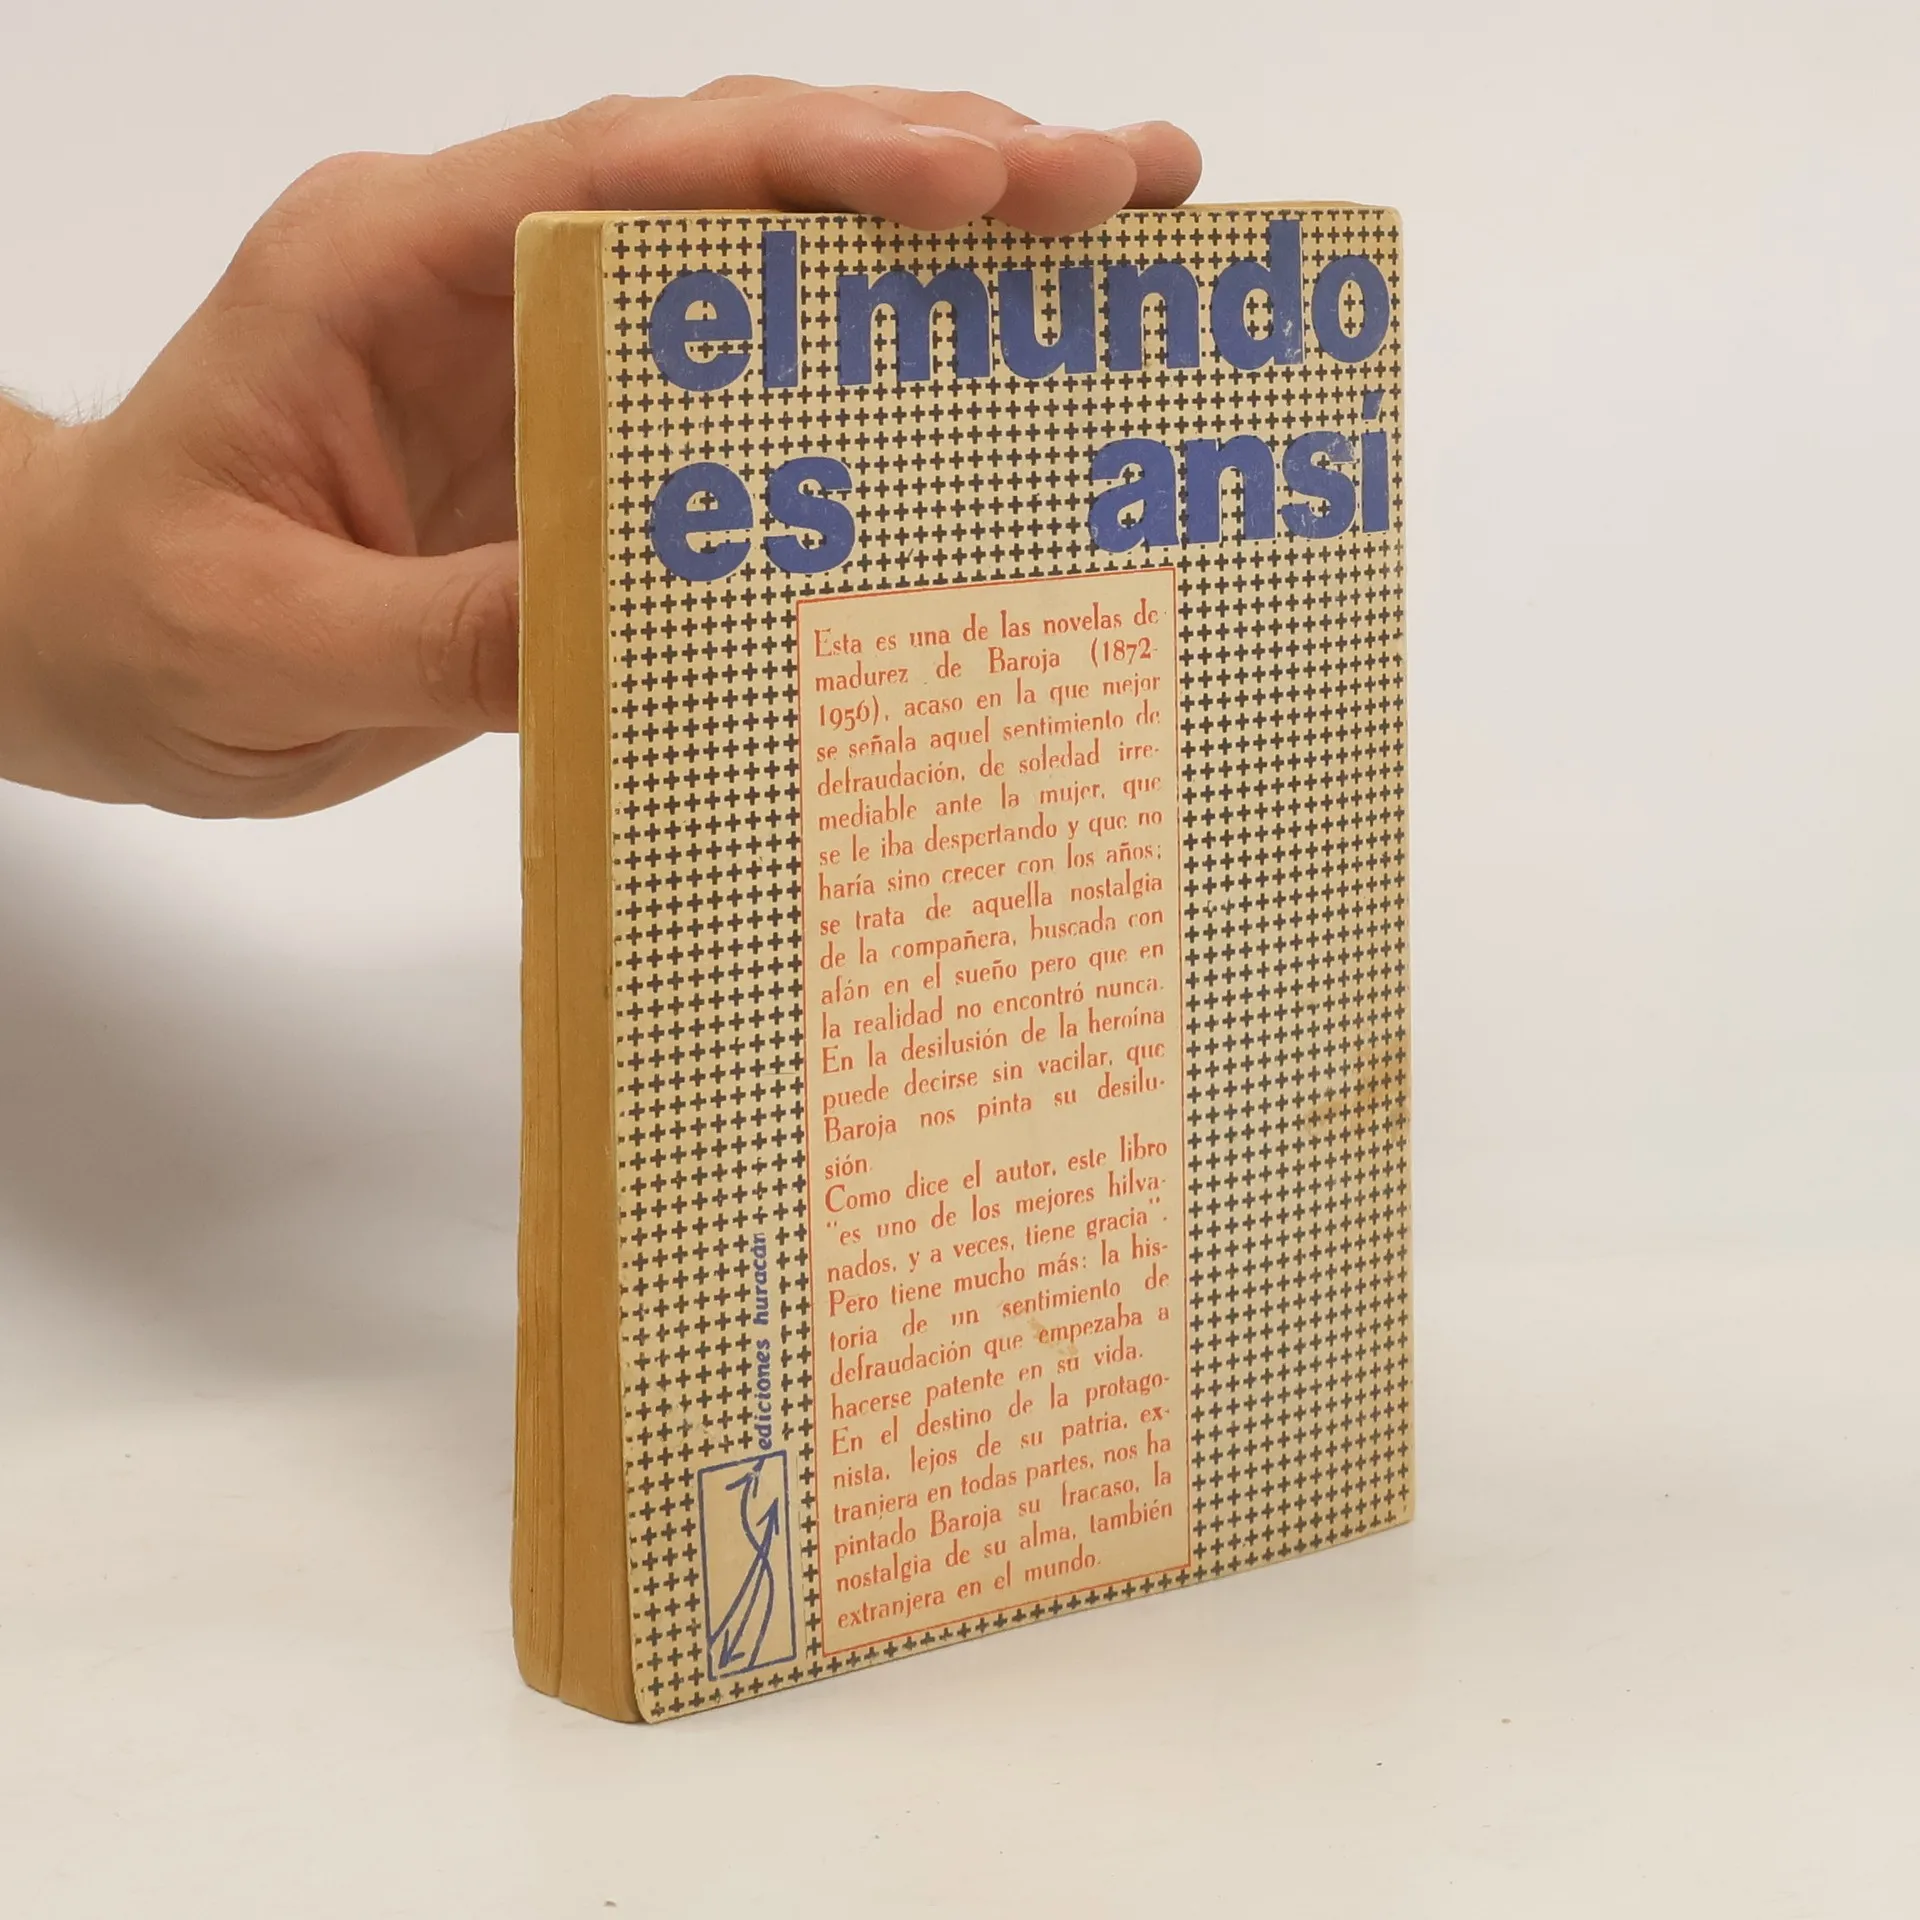 el mundo
es ansí
Esta es una de las novelas de
madurez de Baroja (1872-
1956), acaso en la que mejor
se señala aquel sentimiento de
defraudación, de soledad irre-
mediable ante la mujer, que
se le iba despertando y que no
haría sino crecer con los años;
se trata de aquella nostalgia
de la compañera, buscada con
afán en el sueño pero que en
la realidad no encontró nunca.
En la desilusión de la heroína
puede decirse sin vacilar, que
Baroja nos pinta su desilu-
sión.
Como dice el autor, este libro
"es uno de los mejores hilva-
nados, y a veces, tiene gracia".
Pero tiene mucho más: la his-
toria de un sentimiento de
defraudación que empezaba a
hacerse patente en su vida.
En el destino de la protago-
nista, lejos de su patria, ex-
tranjera en todas partes, nos ha
pintado Baroja su fracaso, la
nostalgia de su alma, también
extranjera en el mundo.
ediciones huracán